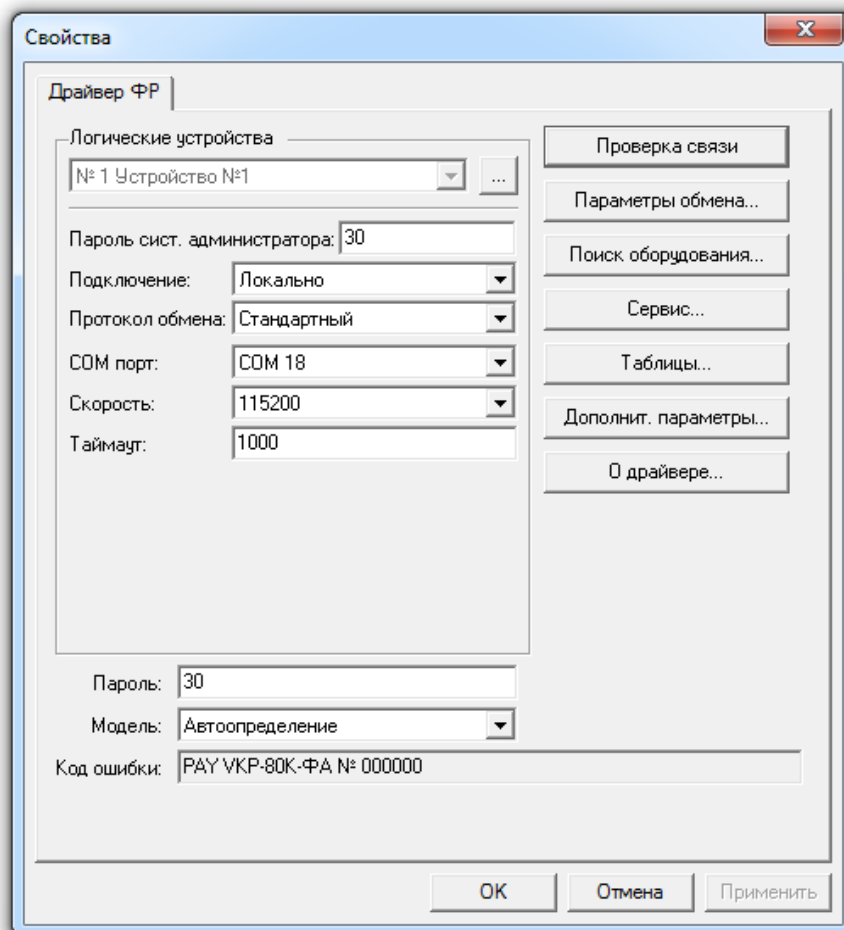 Свойства
Драйвер ФР
Логические устройства
№ 1 Устройство №1
...
Пароль сист. администратора: 30
Подключение: Локально
Протокол обмена: Стандартный
COM порт: COM 18
Скорость: 115200
Таймаут: 1000
Проверка связи
Параметры обмена...
Поиск оборудования...
Сервис...
Таблицы...
Дополнит. параметры...
О драйвере...
Пароль: 30
Модель: Автоопределение
Код ошибки: PAY VKP-80K-ФА № 000000
OK Отмена Применить